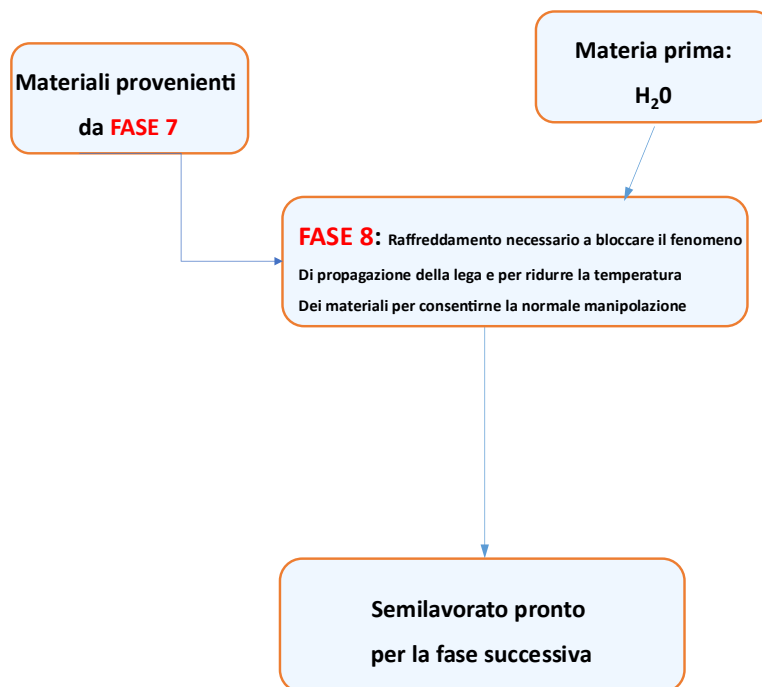 Materiali provenienti
da FASE 7
Materia prima:
H₂0
FASE 8: Raffreddamento necessario a bloccare il fenomeno
Di propagazione della lega e per ridurre la temperatura
Dei materiali per consentirne la normale manipolazione
Semilavorato pronto
per la fase successiva